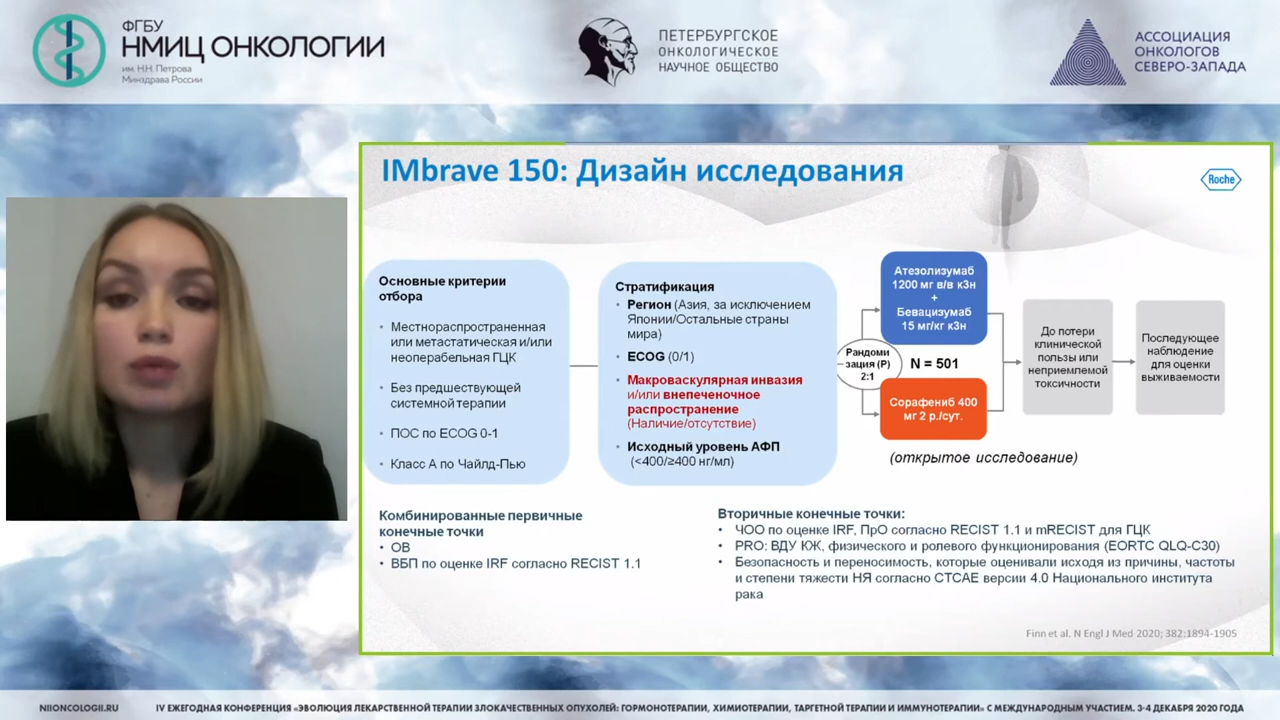 ФГБУ
НМИЦ ОНКОЛОГИИ
им. Н.Н. Петрова
Минздрава России
ПЕТЕРБУРГСКОЕ
ОНКОЛОГИЧЕСКОЕ
НАУЧНОЕ ОБЩЕСТВО
АССОЦИАЦИЯ
ОНКОЛОГОВ
СЕВЕРО-ЗАПАДА
IMbrave 150: Дизайн исследования
Roche
Основные критерии
отбора
• Местнораспространенная
или метастатическая и/или
неоперабельная ГЦК
• Без предшествующей
системной терапии
• ПОС по ECOG 0-1
• Класс А по Чайлд-Пью
Стратификация
• Регион (Азия, за исключением
Японии/Остальные страны
мира)
• ECOG (0/1)
• Макроваскулярная инвазия
и/или внепеченочное
распространение
(Наличие/отсутствие)
• Исходный уровень АФП
(<400/≥400 нг/мл)
Рандоми
зация (Р)
2:1
Атезолизумаб
1200 мг в/в к3н
+
Бевацизумаб
15 мг/кг к3н
N = 501
Сорафениб 400
мг 2 р./сут.
До потери
клинической
пользы или
неприемлемой
токсичности
Последующее
наблюдение
для оценки
выживаемости
(открытое исследование)
Комбинированные первичные
конечные точки
• ОВ
• ВБП по оценке IRF согласно RECIST 1.1
Вторичные конечные точки:
• ЧОО по оценке IRF, ПрО согласно RECIST 1.1 и mRECIST для ГЦК
• PRO: ВДУ КЖ, физического и ролевого функционирования (EORTC QLQ-C30)
• Безопасность и переносимость, которые оценивали исходя из причины, частоты
и степени тяжести НЯ согласно CTCAE версии 4.0 Национального института
рака
Finn et al. N Engl J Med 2020; 382:1894-1905
NIIONCOLOGII.RU
IV ЕЖЕГОДНАЯ КОНФЕРЕНЦИЯ «ЭВОЛЮЦИЯ ЛЕКАРСТВЕННОЙ ТЕРАПИИ ЗЛОКАЧЕСТВЕННЫХ ОПУХОЛЕЙ: ГОРМОНОТЕРАПИИ, ХИМИОТЕРАПИИ, ТАРГЕТНОЙ ТЕРАПИИ И ИММУНОТЕРАПИИ» С МЕЖДУНАРОДНЫМ УЧАСТИЕМ. 3-4 ДЕКАБРЯ 2020 ГОДА